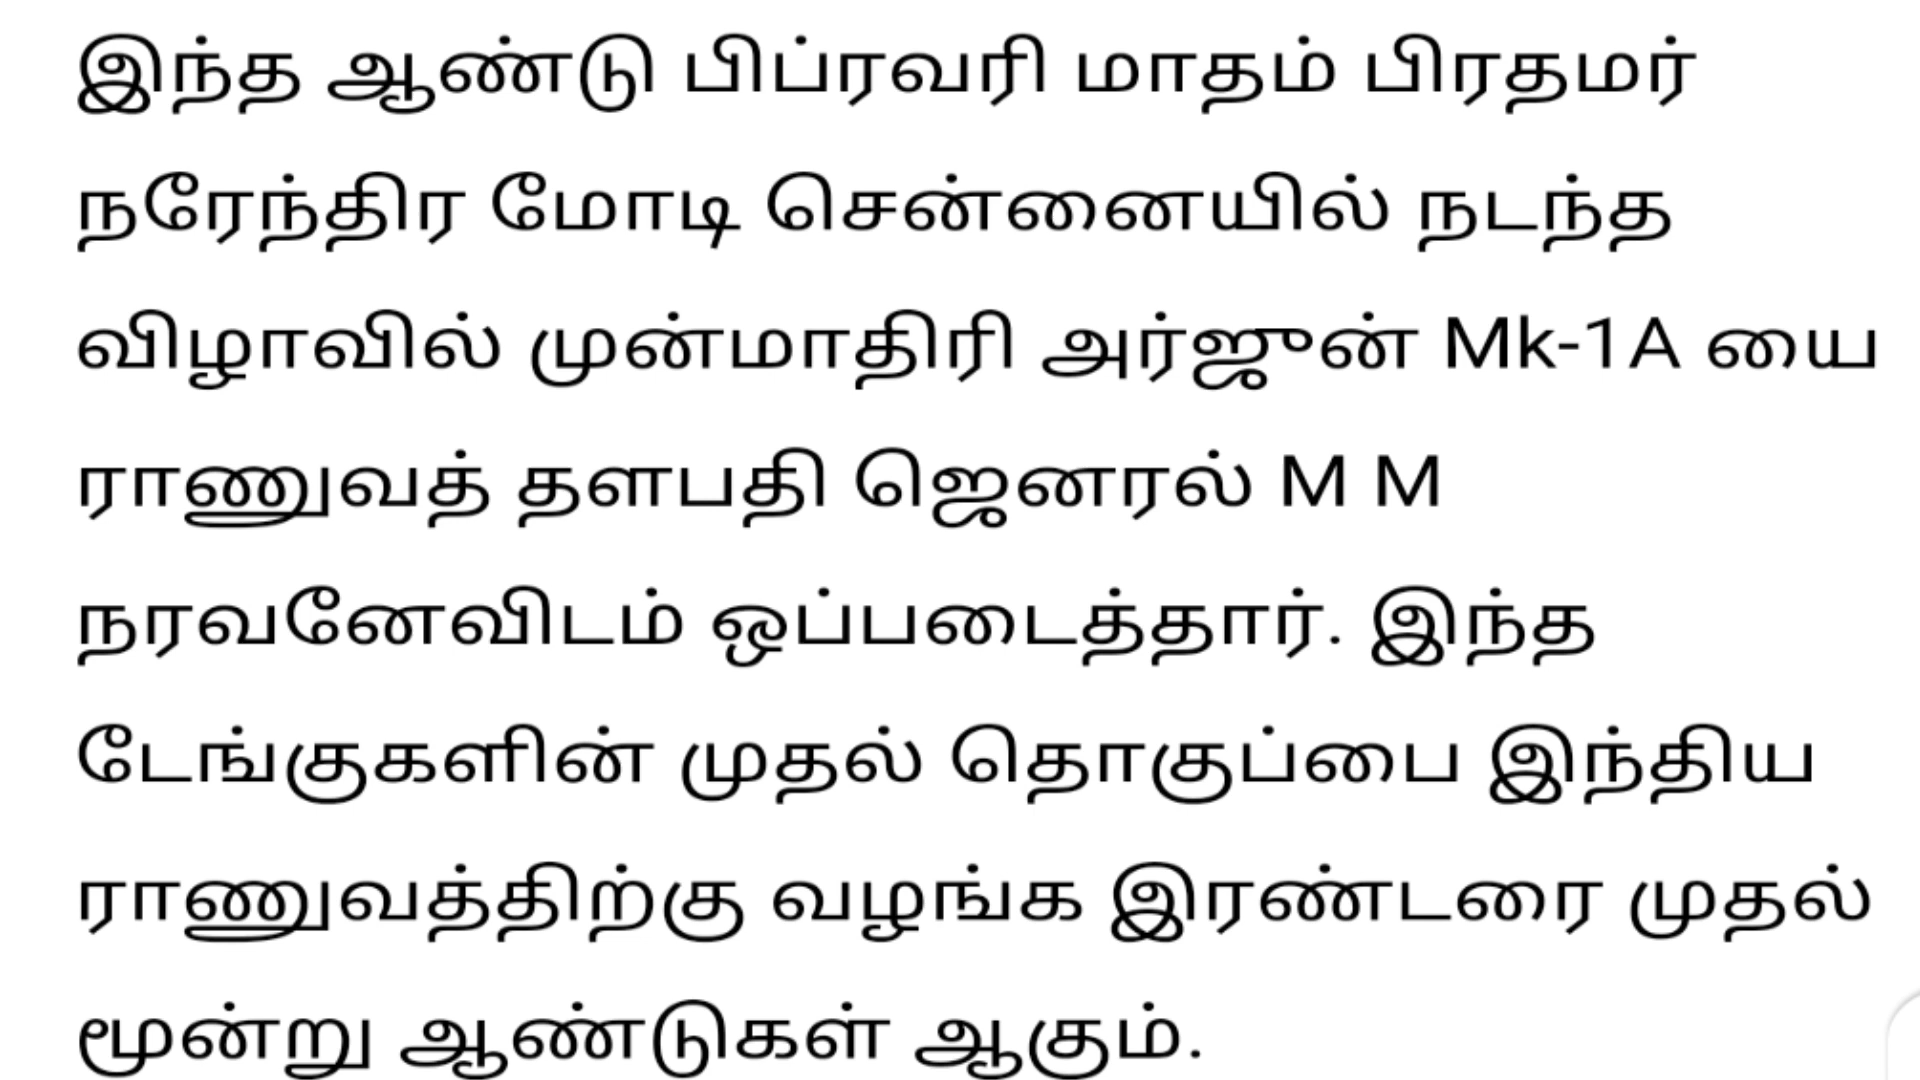 இந்த ஆண்டு பிப்ரவரி மாதம் பிரதமர்
நரேந்திர மோடி சென்னையில் நடந்த
விழாவில் முன்மாதிரி அர்ஜுன் Mk-1A யை
ராணுவத் தளபதி ஜெனரல் M M
நரவனேவிடம் ஒப்படைத்தார். இந்த
டேங்குகளின் முதல் தொகுப்பை இந்திய
ராணுவத்திற்கு வழங்க இரண்டரை முதல்
மூன்று ஆண்டுகள் ஆகும்.